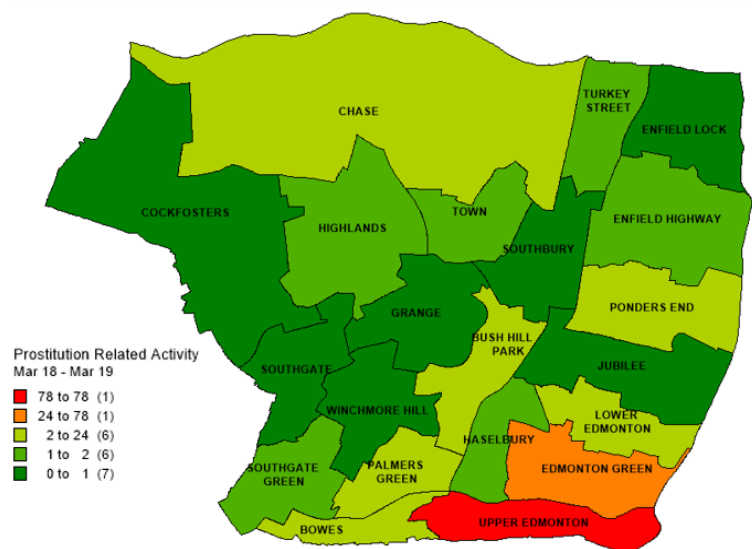 CHASE
TURKEY
STREET
ENFIELD LOCK
COCKFOSTERS
HIGHLANDS
TOWN
SOUTHBURY
ENFIELD HIGHWAY
GRANGE
PONDERS END
BUSH HILL
PARK
SOUTHGATE
JUBILEE
WINCHMORE HILL
HASELBURY
LOWER
EDMONTON
SOUTHGATE
GREEN
PALMERS
GREEN
EDMONTON GREEN
BOWES
UPPER EDMONTON
Prostitution Related Activity
Mar 18 - Mar 19
78 to 78 (1)
24 to 78 (1)
2 to 24 (6)
1 to 2 (6)
0 to 1 (7)